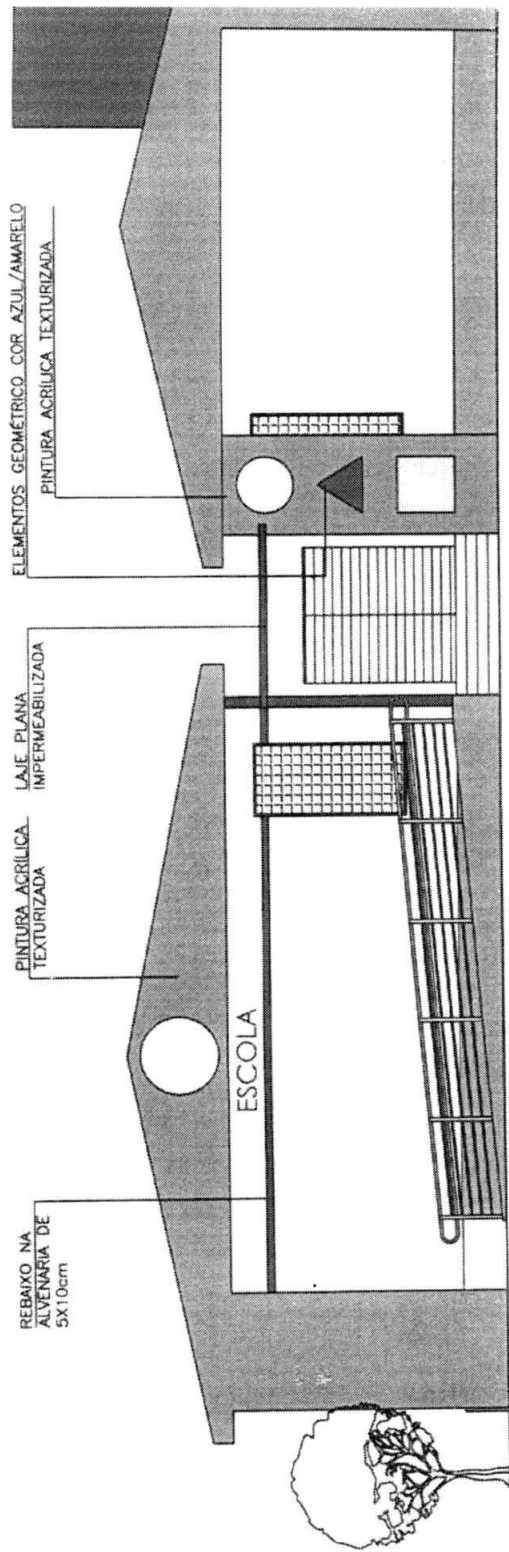 REBAIXO NA
ALVENARIA DE
5X10cm
PINTURA ACRÍLICA
TEXTURIZADA
LAJE PLANA
IMPERMEABILIZADA
ELEMENTOS GEOMÉTRICO COR AZUL/AMARELO
PINTURA ACRÍLICA TEXTURIZADA
ESCOLA